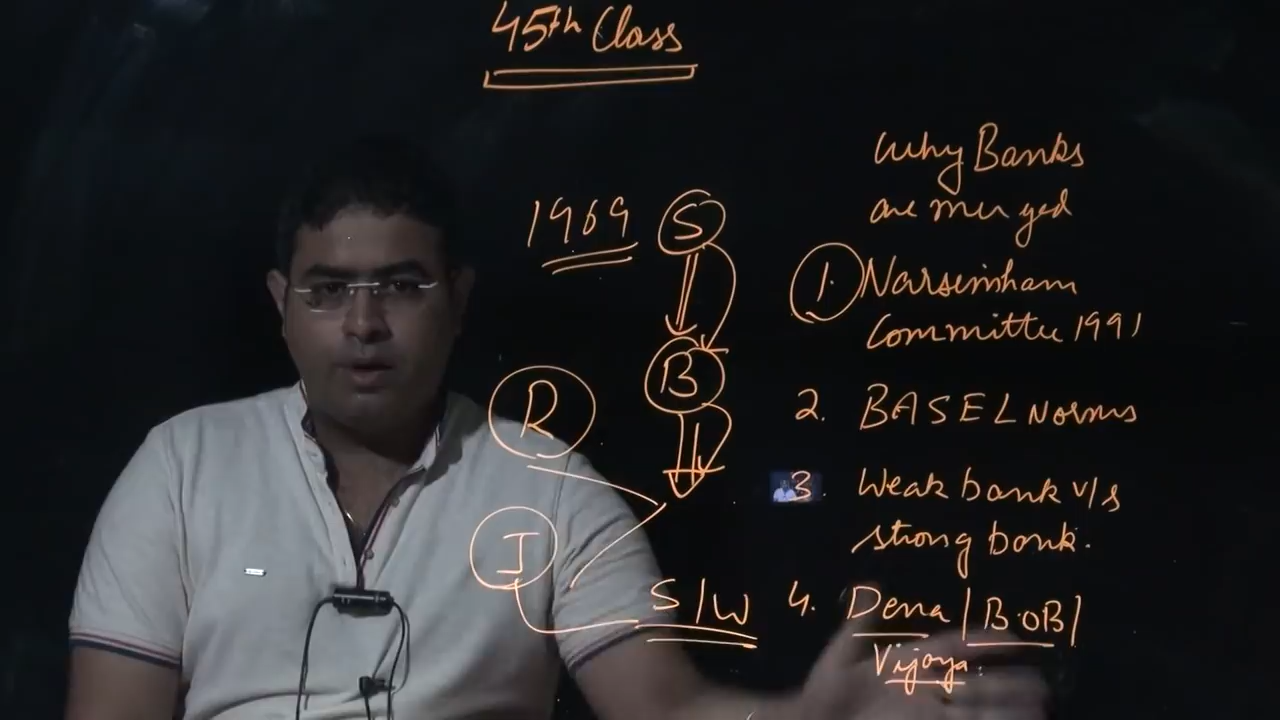 45th Class
1969 S
B
R
I
S/W
Why Banks
are merged
1. Narsimham
Committee 1991
2. BASEL Norms
3. Weak bank v/s
strong bank.
4. Dena | B.O.B |
Vijaya.